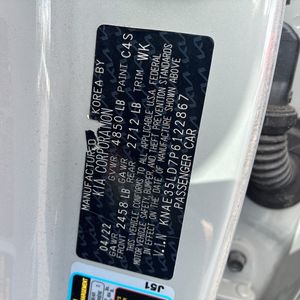 MANUFACTURED IN KOREA BY
KIA CORPORATION
04/22 GVWR 4850 LB PAINT C4S
GAWR FRONT 2458 LB GAWR REAR 2712 LB TRIM WK
THIS VEHICLE CONFORMS TO ALL APPLICABLE U.S.A FEDERAL
MOTOR VEHICLE SAFETY, BUMPER, AND THEFT PREVENTION STANDARDS
IN EFFECT ON THE DATE OF MANUFACTURE SHOWN ABOVE
V.I.N KNAE35LD7P6122867
PASSENGER CAR
J51